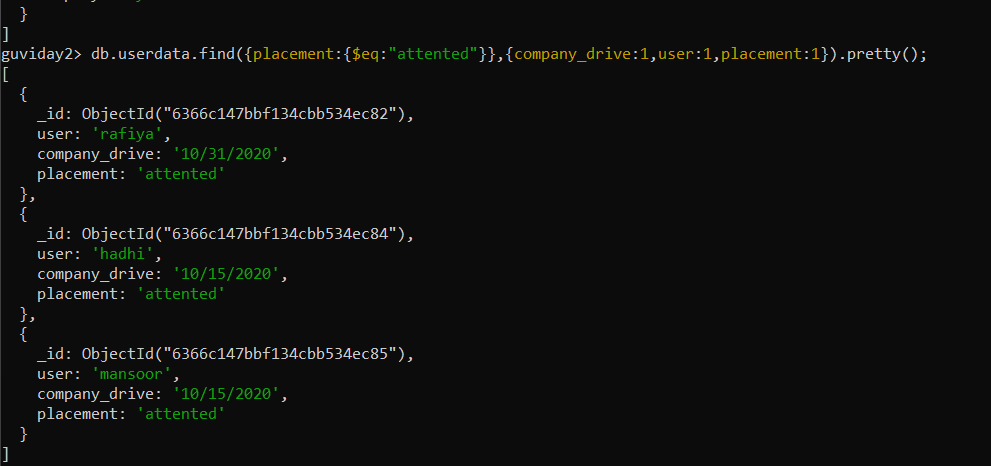 }
]
guviday2> db.userdata.find({placement:{$eq:"attented"}},{company_drive:1,user:1,placement:1}).pretty();
[
{
_id: ObjectId("6366c147bbf134cbb534ec82"),
user: 'rafiya',
company_drive: '10/31/2020',
placement: 'attented'
},
{
_id: ObjectId("6366c147bbf134cbb534ec84"),
user: 'hadhi',
company_drive: '10/15/2020',
placement: 'attented'
},
{
_id: ObjectId("6366c147bbf134cbb534ec85"),
user: 'mansoor',
company_drive: '10/15/2020',
placement: 'attented'
}
]